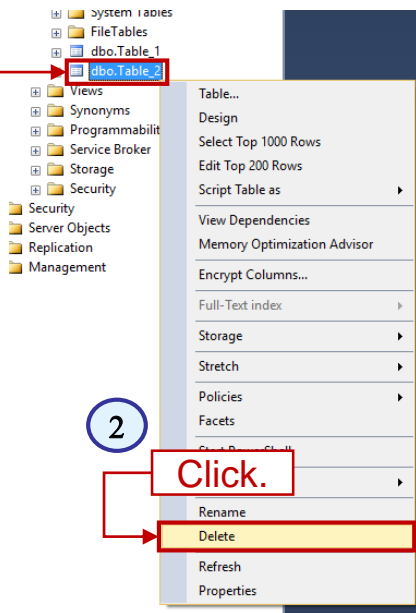 System Tables
FileTables
dbo.Table_1
dbo.Table_2
Views
Synonyms
Programmabilit
Service Broker
Storage
Security
Security
Server Objects
Replication
Management
Table...
Design
Select Top 1000 Rows
Edit Top 200 Rows
Script Table as
View Dependencies
Memory Optimization Advisor
Encrypt Columns...
Full-Text index
Storage
Stretch
Policies
Facets
Start PowerShell
2
Click.
Rename
Delete
Refresh
Properties